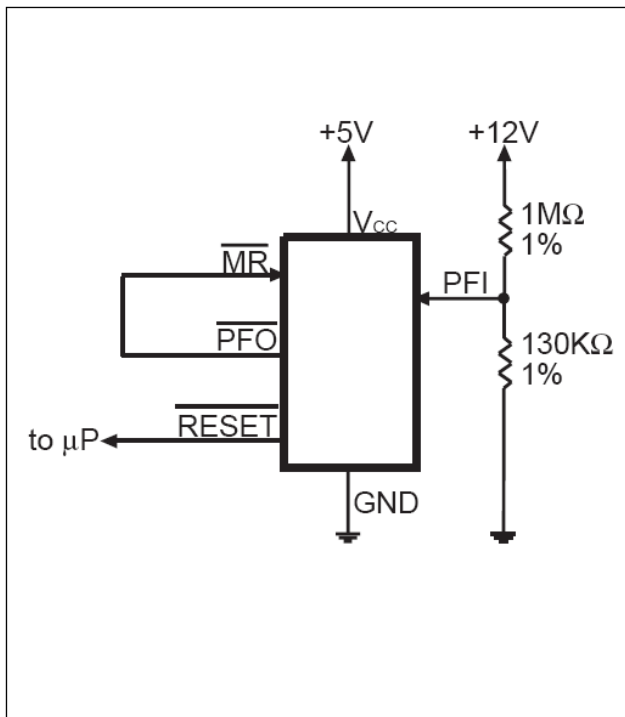 +5V
+12V
VCC
1MΩ
1%
MR
PFI
PFO
130KΩ
1%
RESET
to μP
GND